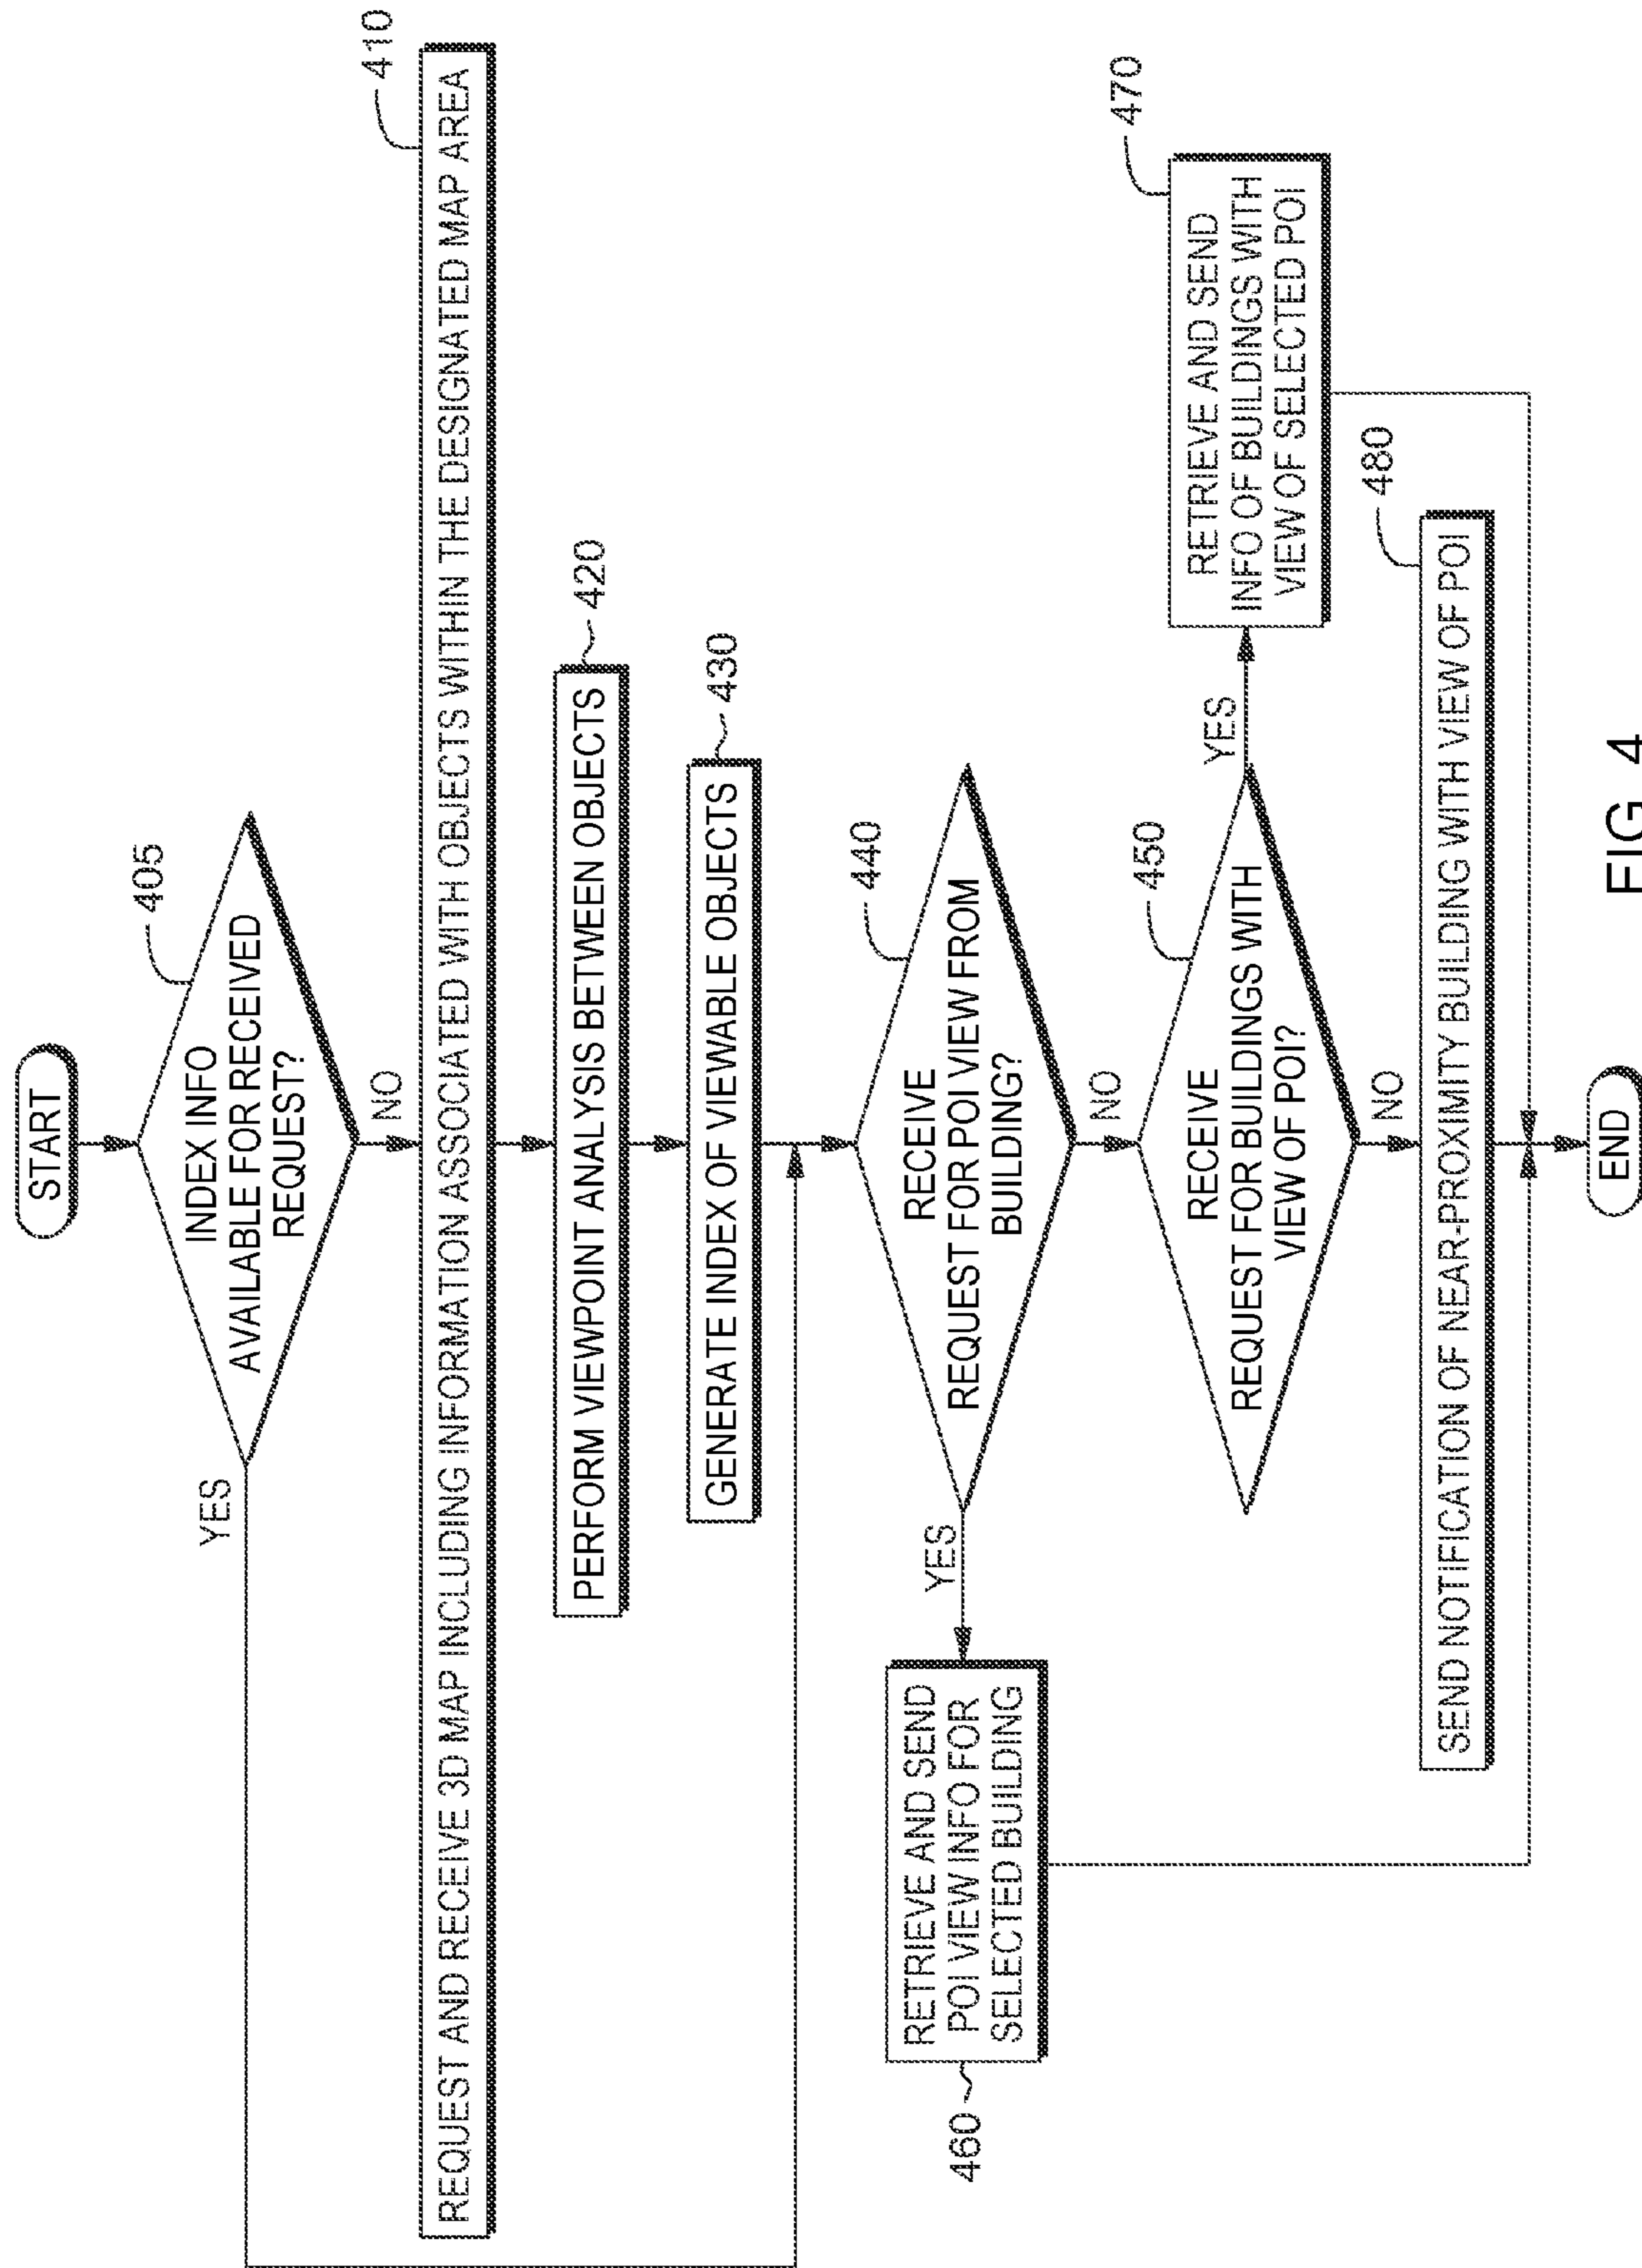 START
405
INDEX INFO
AVAILABLE FOR RECEIVED
REQUEST?
YES
NO
410
REQUEST AND RECEIVE 3D MAP INCLUDING INFORMATION ASSOCIATED WITH OBJECTS WITHIN THE DESIGNATED MAP AREA
PERFORM VIEWPOINT ANALYSIS BETWEEN OBJECTS
420
GENERATE INDEX OF VIEWABLE OBJECTS
430
440
RECEIVE
REQUEST FOR POI VIEW FROM
BUILDING?
YES
NO
460
RETRIEVE AND SEND
POI VIEW INFO FOR
SELECTED BUILDING
450
RECEIVE
REQUEST FOR BUILDINGS WITH
VIEW OF POI?
YES
NO
470
RETRIEVE AND SEND
INFO OF BUILDINGS WITH
VIEW OF SELECTED POI
480
SEND NOTIFICATION OF NEAR-PROXIMITY BUILDING WITH VIEW OF POI
END
FIG. 4